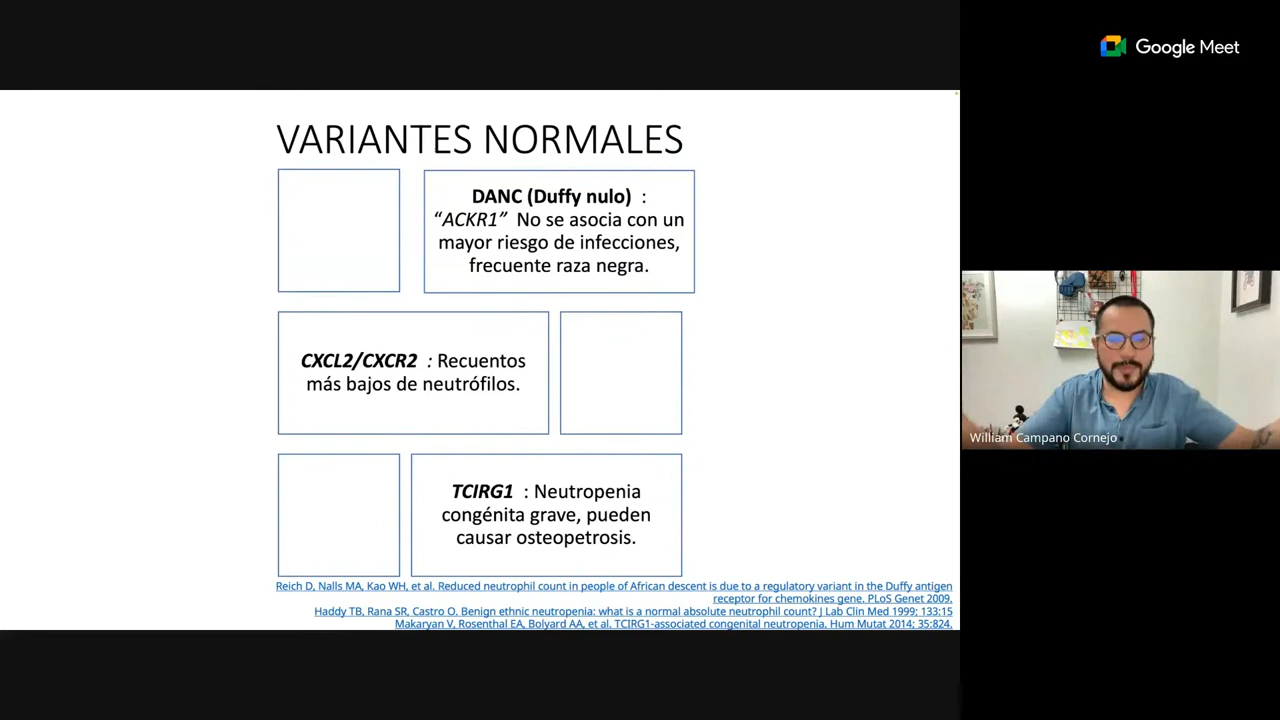 Google Meet
VARIANTES NORMALES
DANC (Duffy nulo)  :
“ACKR1”  No se asocia con un
mayor riesgo de infecciones,
frecuente raza negra.
CXCL2/CXCR2  : Recuentos
más bajos de neutrófilos.
TCIRG1  : Neutropenia
congénita grave, pueden
causar osteopetrosis.
Reich D, Nalls MA, Kao WH, et al. Reduced neutrophil count in people of African descent is due to a regulatory variant in the Duffy antigen
receptor for chemokines gene. PLoS Genet 2009.
Haddy TB, Rana SR, Castro O. Benign ethnic neutropenia: what is a normal absolute neutrophil count? J Lab Clin Med 1999; 133:15
Makaryan V, Rosenthal EA, Bolyard AA, et al. TCIRG1-associated congenital neutropenia. Hum Mutat 2014; 35:824.
William Campano Cornejo